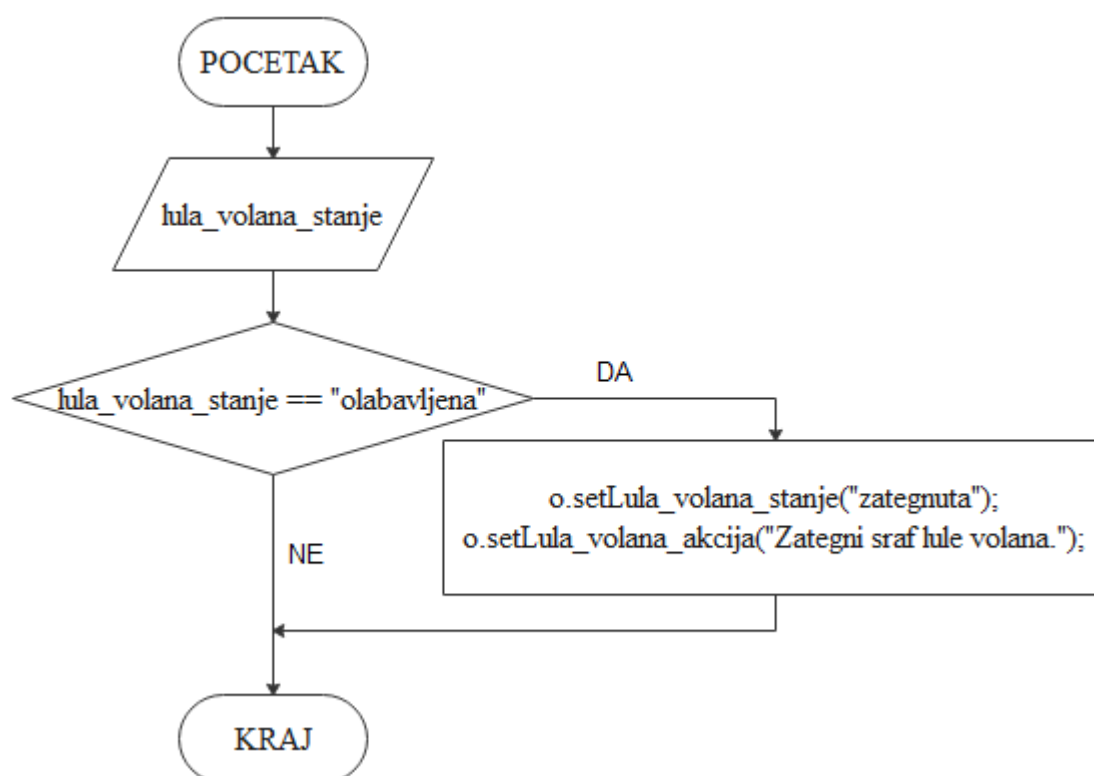 POCETAK
lula_volana_stanje
lula_volana_stanje == "olabavljena"
DA
o.setLula_volana_stanje("zategnuta");
o.setLula_volana_akcija("Zategni sraf lule volana.");
NE
KRAJ